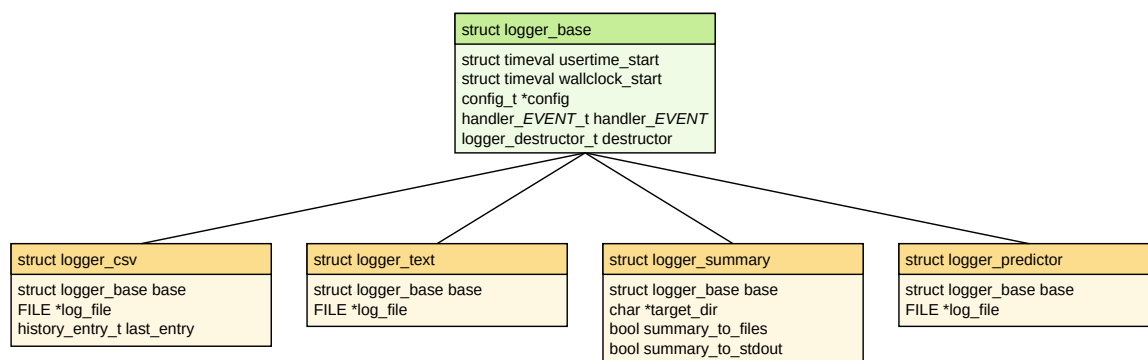 struct logger_base
struct timeval usertime_start
struct timeval wallclock_start
config_t *config
handler_EVENT_t handler_EVENT
logger_destructor_t destructor
struct logger_csv
struct logger_base base
FILE *log_file
history_entry_t last_entry
struct logger_text
struct logger_base base
FILE *log_file
struct logger_summary
struct logger_base base
char *target_dir
bool summary_to_files
bool summary_to_stdout
struct logger_predictor
struct logger_base base
FILE *log_file